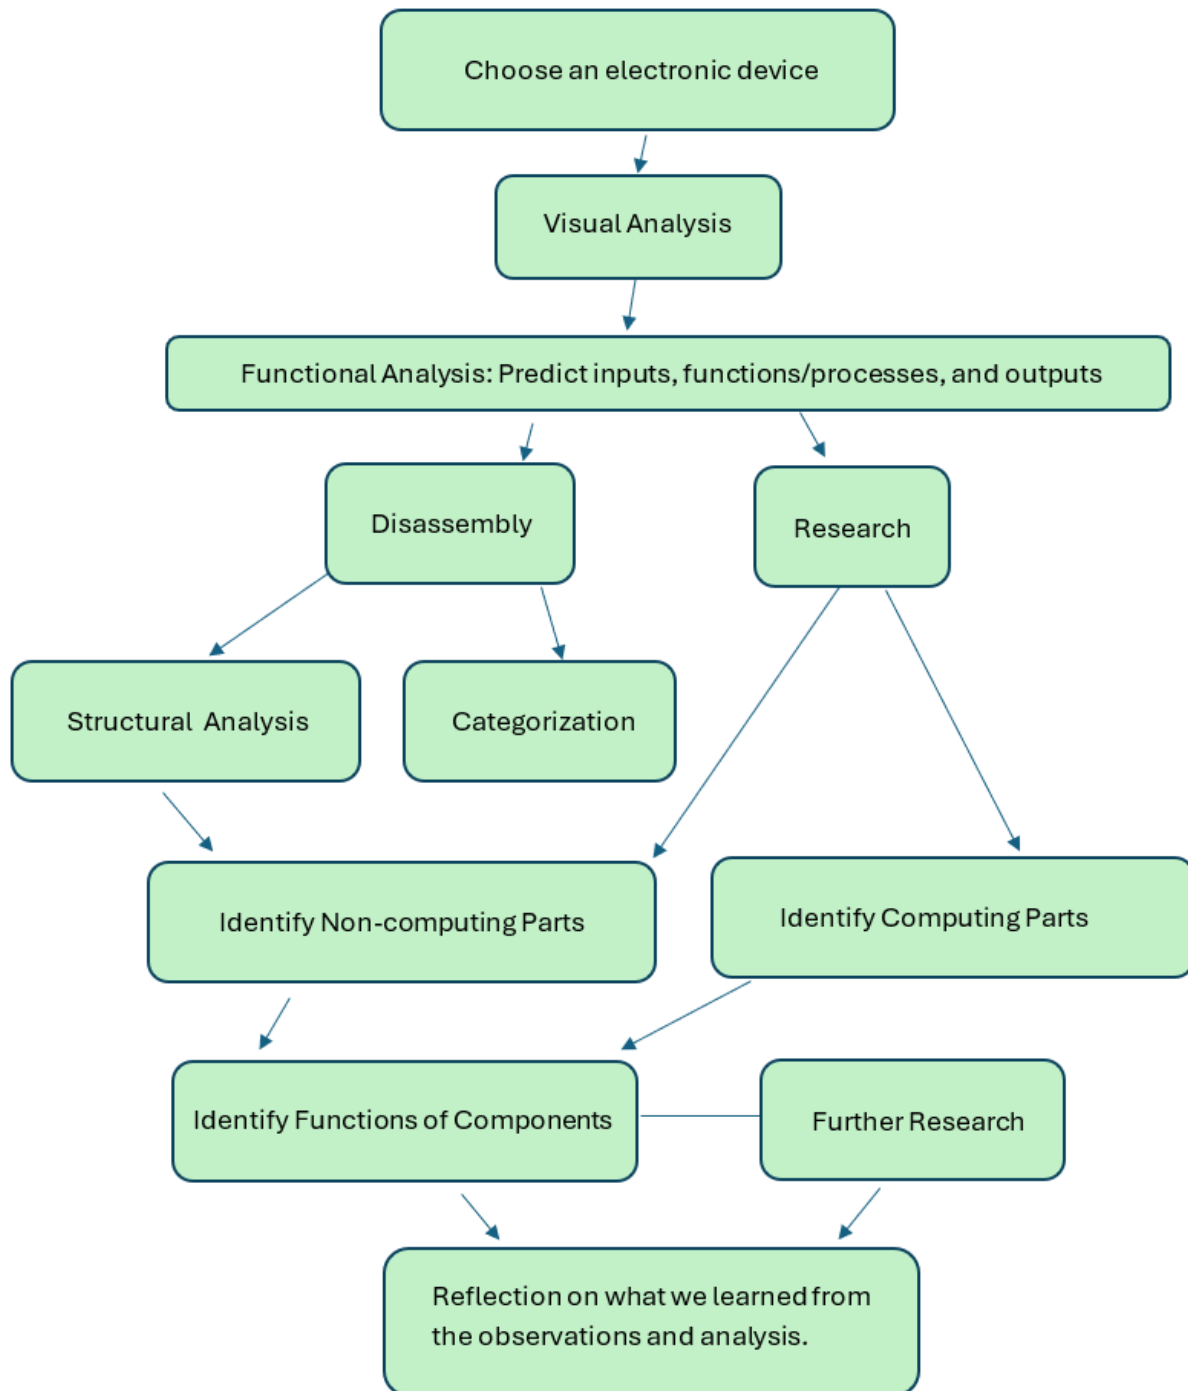 Choose an electronic device
Visual Analysis
Functional Analysis: Predict inputs, functions/processes, and outputs
Disassembly
Research
Structural  Analysis
Categorization
Identify Non-computing Parts
Identify Computing Parts
Identify Functions of Components
Further Research
Reflection on what we learned from
the observations and analysis.